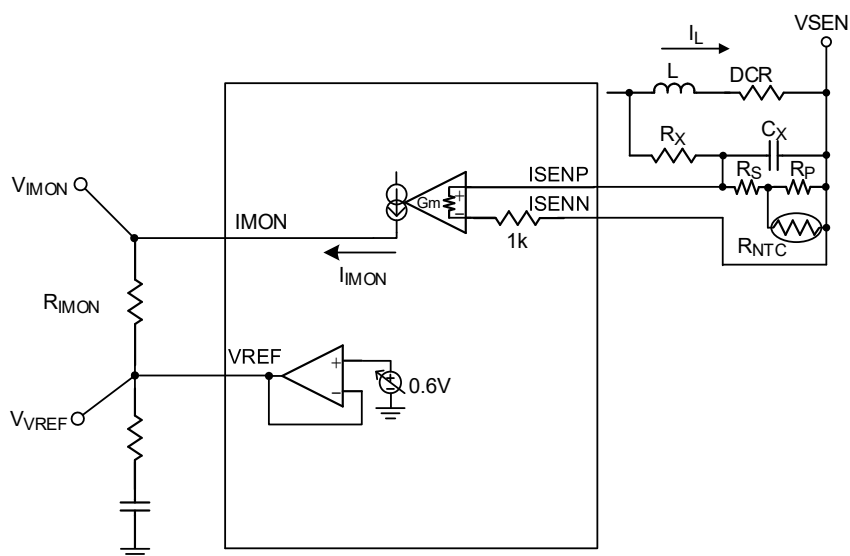 VSEN
I_L
L
DCR
R_X
C_X
R_S
R_P
R_NTC
ISENP
ISENN
Gm
+
−
1k
V_IMON
IMON
I_IMON
R_IMON
VREF
+
−
+
−
0.6V
V_VREF